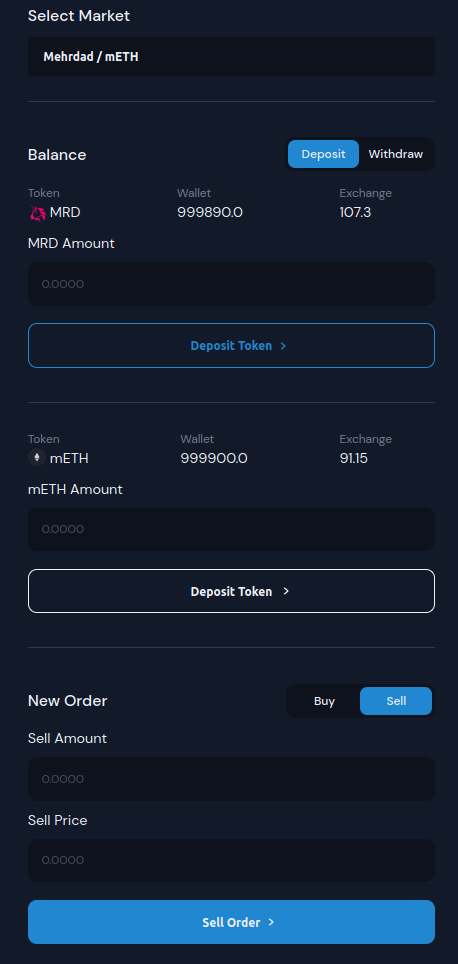 Select Market
Mehrdad / mETH
Balance
Deposit Withdraw
Token Wallet Exchange
MRD 999890.0 107.3
MRD Amount
0.0000
Deposit Token >
Token Wallet Exchange
mETH 999900.0 91.15
mETH Amount
0.0000
Deposit Token >
New Order
Buy Sell
Sell Amount
0.0000
Sell Price
0.0000
Sell Order >